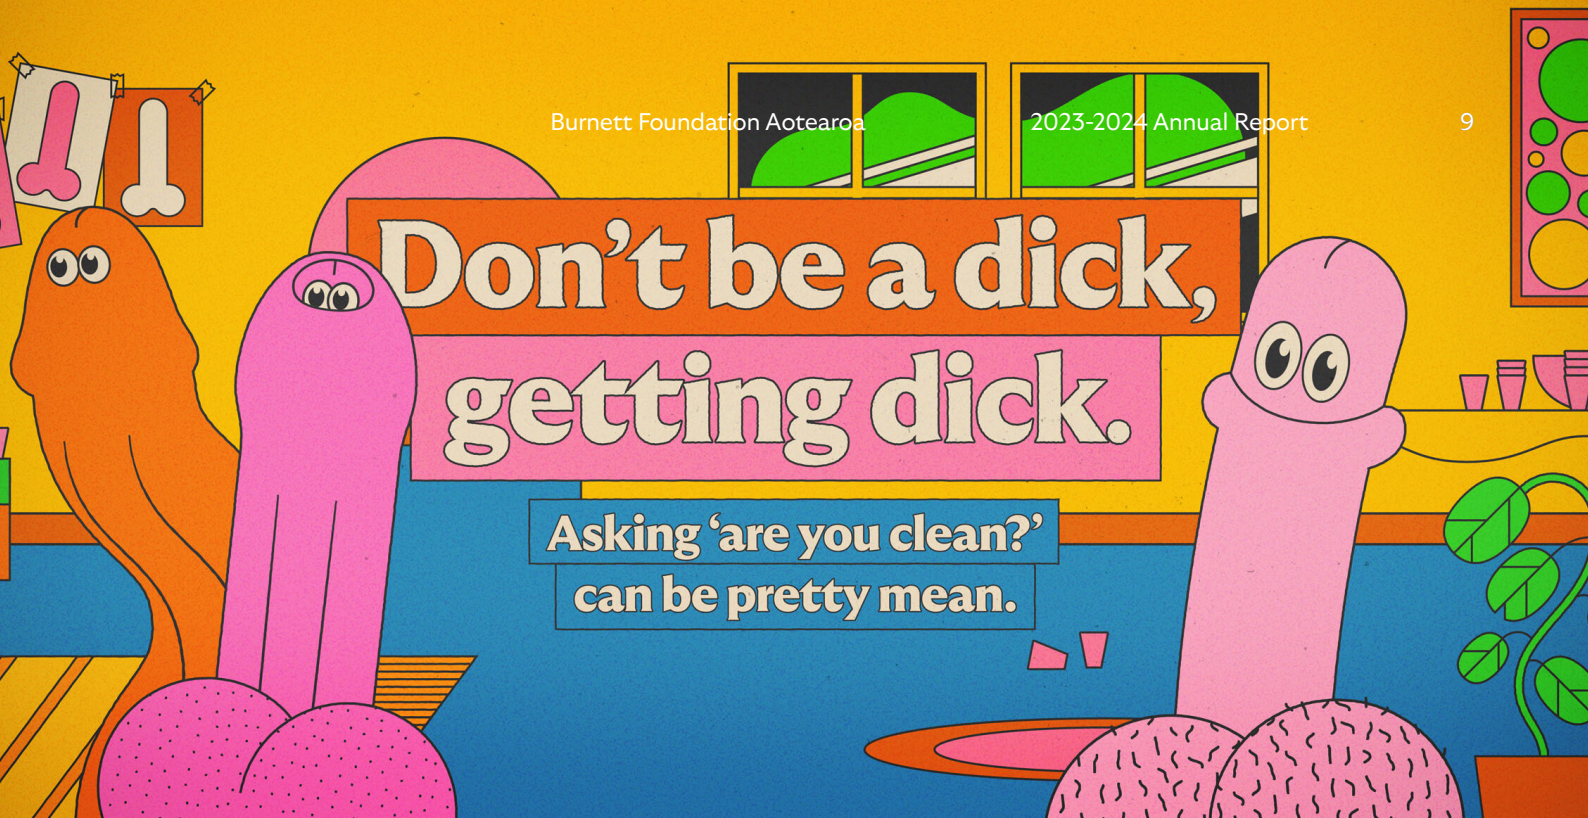 Burnett Foundation Aotearoa 2023-2024 Annual Report 9
Don’t be a dick,
getting dick.
Asking ‘are you clean?’
can be pretty mean.